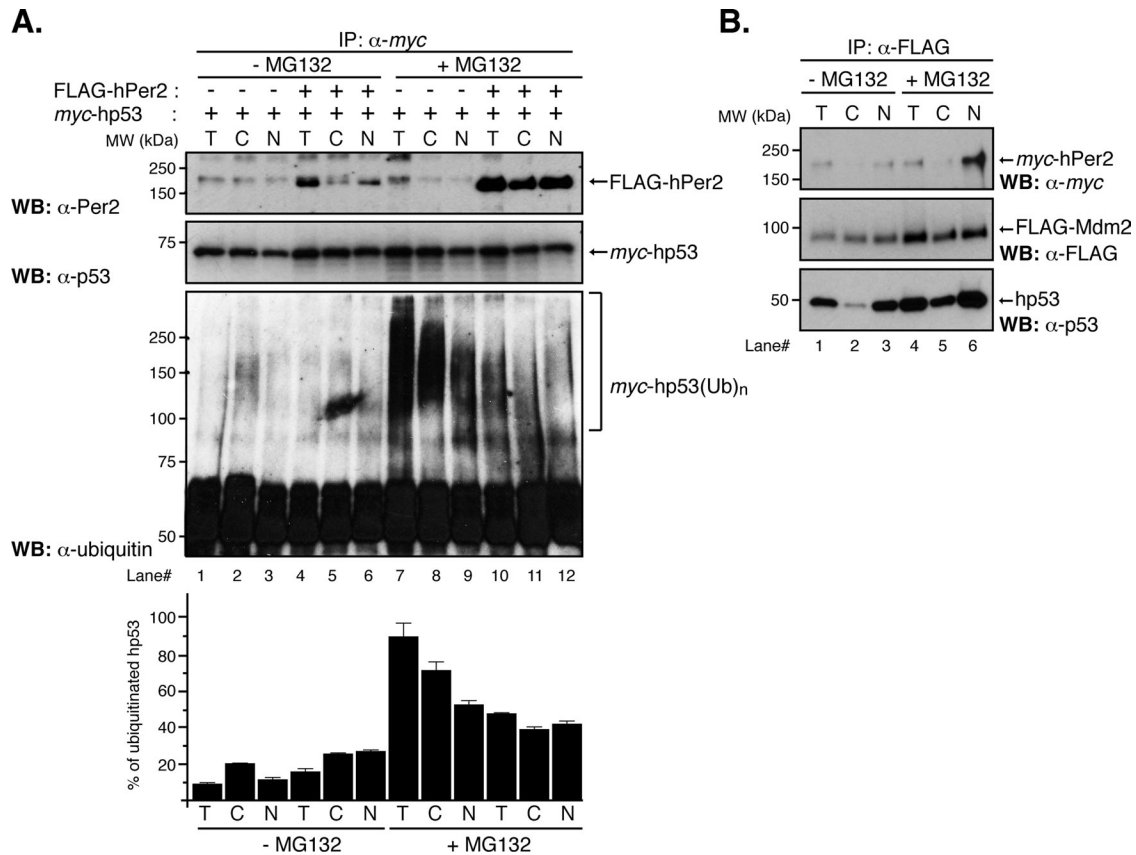 A.
IP: α-myc
- MG132 + MG132
FLAG-hPer2 : - - - + + + - - - + + +
myc-hp53 : + + + + + + + + + + + +
MW (kDa) T C N T C N T C N T C N
250
150
WB: α-Per2
←FLAG-hPer2
75
WB: α-p53
←myc-hp53
250
150
100
75
50
WB: α-ubiquitin
myc-hp53(Ub)n
Lane# 1 2 3 4 5 6 7 8 9 10 11 12
% of ubiquitinated hp53
100
80
60
40
20
T C N T C N T C N T C N
- MG132 + MG132
B.
IP: α-FLAG
- MG132 + MG132
MW (kDa) T C N T C N
250
150
←myc-hPer2
WB: α-myc
100
←FLAG-Mdm2
WB: α-FLAG
50
←hp53
WB: α-p53
Lane# 1 2 3 4 5 6